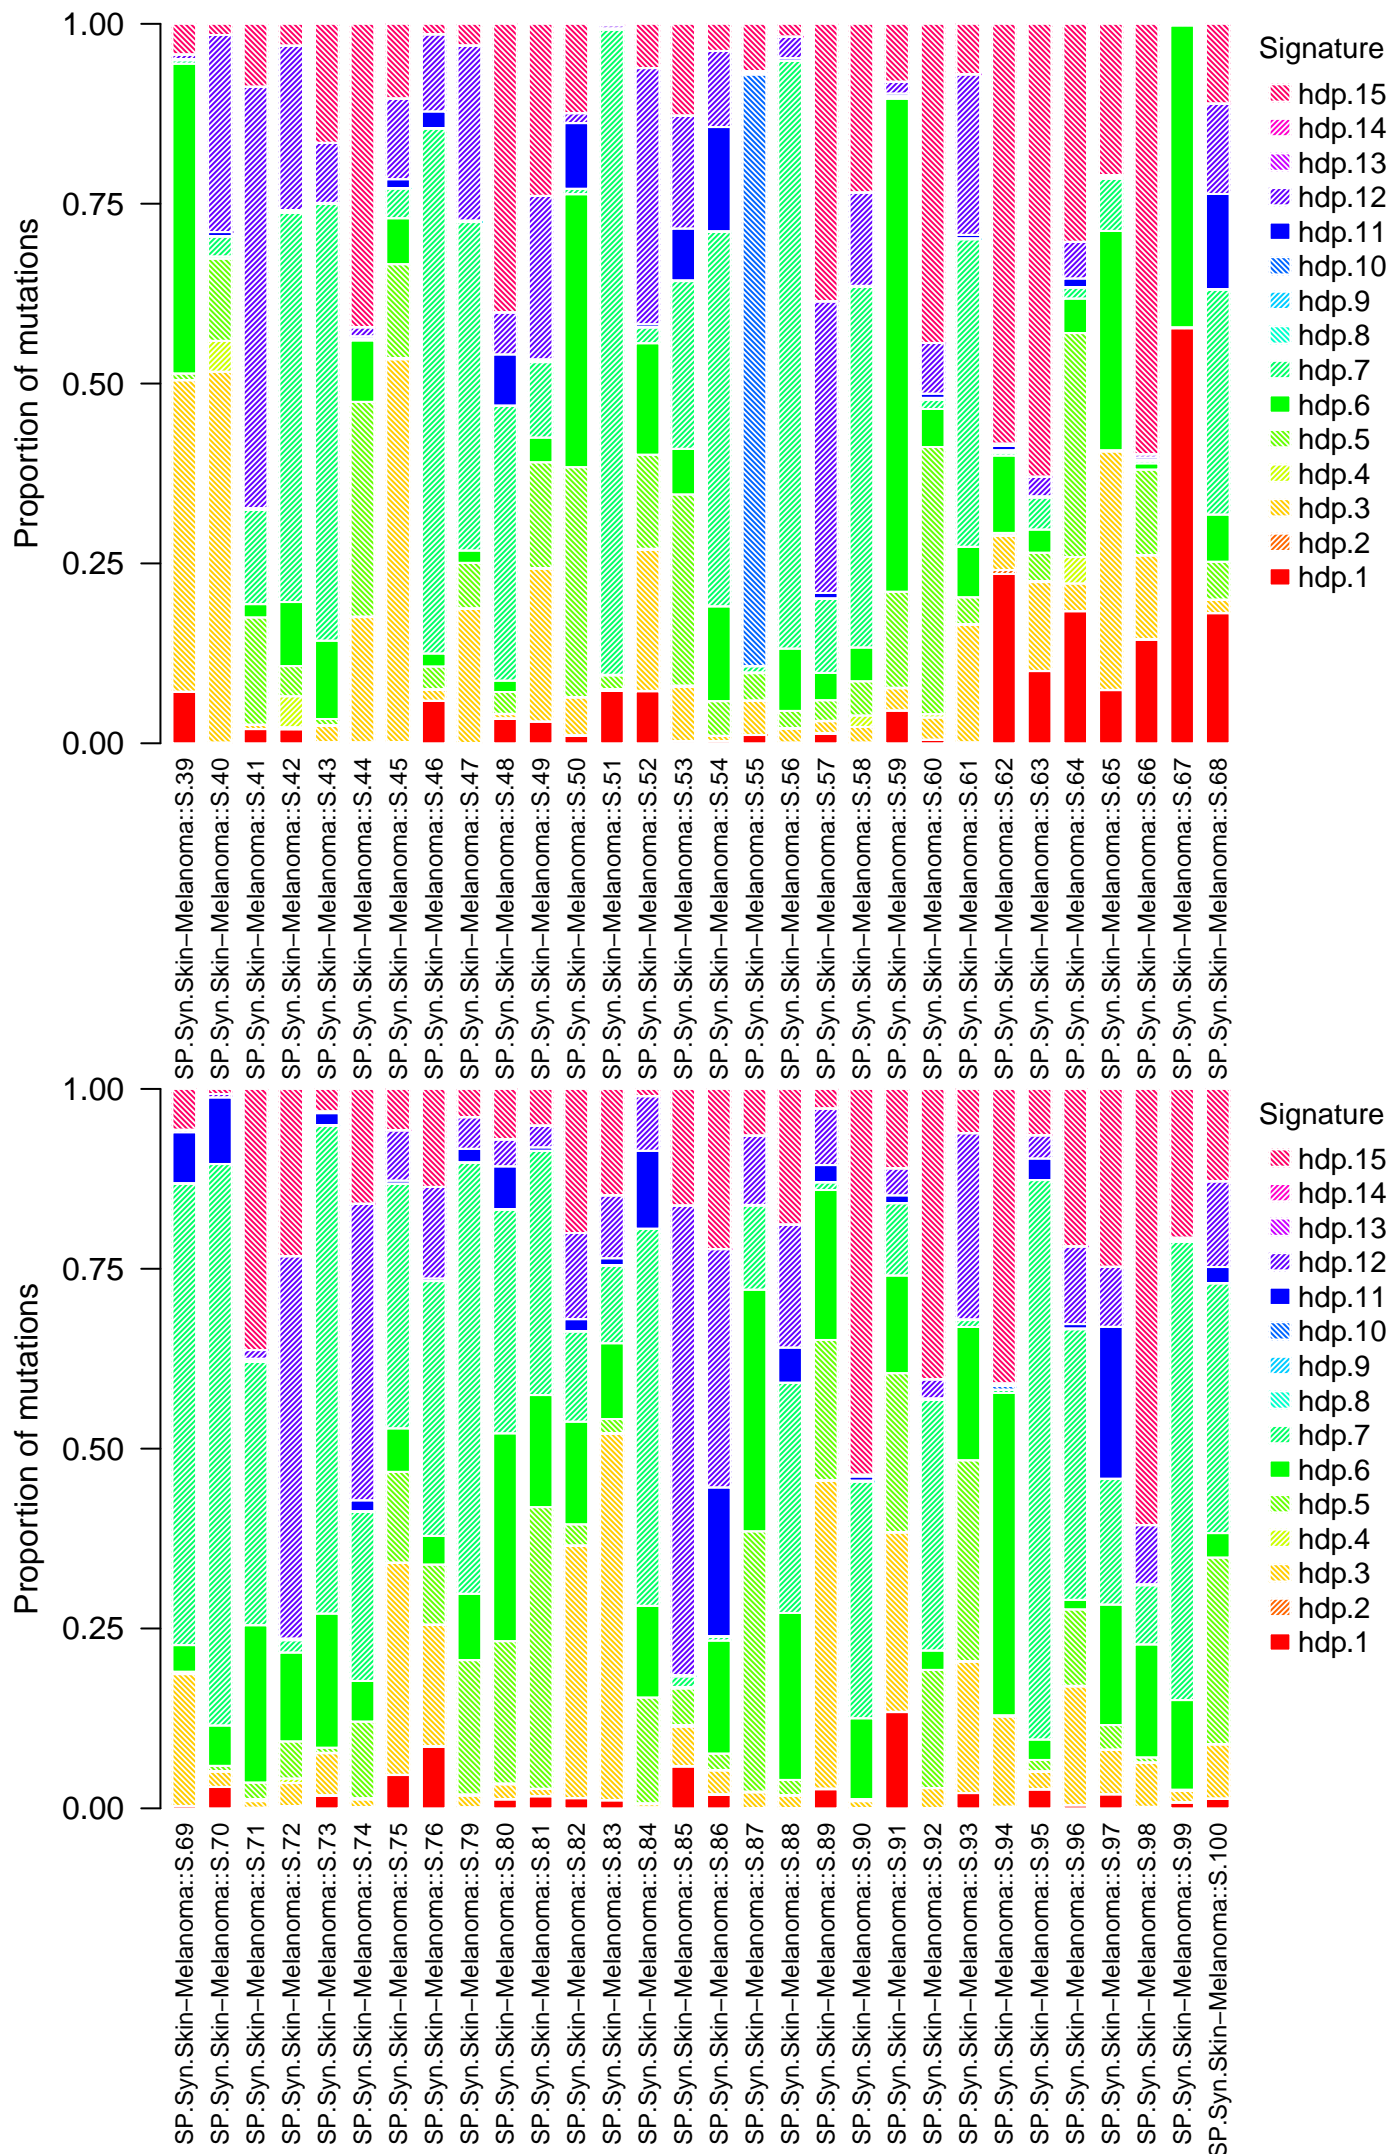 Proportion of mutations
1.00
0.75
0.50
0.25
0.00
Signature
hdp.15
hdp.14
hdp.13
hdp.12
hdp.11
hdp.10
hdp.9
hdp.8
hdp.7
hdp.6
hdp.5
hdp.4
hdp.3
hdp.2
hdp.1
SP.Syn.Skin−Melanoma::S.39
SP.Syn.Skin−Melanoma::S.40
SP.Syn.Skin−Melanoma::S.41
SP.Syn.Skin−Melanoma::S.42
SP.Syn.Skin−Melanoma::S.43
SP.Syn.Skin−Melanoma::S.44
SP.Syn.Skin−Melanoma::S.45
SP.Syn.Skin−Melanoma::S.46
SP.Syn.Skin−Melanoma::S.47
SP.Syn.Skin−Melanoma::S.48
SP.Syn.Skin−Melanoma::S.49
SP.Syn.Skin−Melanoma::S.50
SP.Syn.Skin−Melanoma::S.51
SP.Syn.Skin−Melanoma::S.52
SP.Syn.Skin−Melanoma::S.53
SP.Syn.Skin−Melanoma::S.54
SP.Syn.Skin−Melanoma::S.55
SP.Syn.Skin−Melanoma::S.56
SP.Syn.Skin−Melanoma::S.57
SP.Syn.Skin−Melanoma::S.58
SP.Syn.Skin−Melanoma::S.59
SP.Syn.Skin−Melanoma::S.60
SP.Syn.Skin−Melanoma::S.61
SP.Syn.Skin−Melanoma::S.62
SP.Syn.Skin−Melanoma::S.63
SP.Syn.Skin−Melanoma::S.64
SP.Syn.Skin−Melanoma::S.65
SP.Syn.Skin−Melanoma::S.66
SP.Syn.Skin−Melanoma::S.67
SP.Syn.Skin−Melanoma::S.68
Proportion of mutations
1.00
0.75
0.50
0.25
0.00
Signature
hdp.15
hdp.14
hdp.13
hdp.12
hdp.11
hdp.10
hdp.9
hdp.8
hdp.7
hdp.6
hdp.5
hdp.4
hdp.3
hdp.2
hdp.1
SP.Syn.Skin−Melanoma::S.69
SP.Syn.Skin−Melanoma::S.70
SP.Syn.Skin−Melanoma::S.71
SP.Syn.Skin−Melanoma::S.72
SP.Syn.Skin−Melanoma::S.73
SP.Syn.Skin−Melanoma::S.74
SP.Syn.Skin−Melanoma::S.75
SP.Syn.Skin−Melanoma::S.76
SP.Syn.Skin−Melanoma::S.79
SP.Syn.Skin−Melanoma::S.80
SP.Syn.Skin−Melanoma::S.81
SP.Syn.Skin−Melanoma::S.82
SP.Syn.Skin−Melanoma::S.83
SP.Syn.Skin−Melanoma::S.84
SP.Syn.Skin−Melanoma::S.85
SP.Syn.Skin−Melanoma::S.86
SP.Syn.Skin−Melanoma::S.87
SP.Syn.Skin−Melanoma::S.88
SP.Syn.Skin−Melanoma::S.89
SP.Syn.Skin−Melanoma::S.90
SP.Syn.Skin−Melanoma::S.91
SP.Syn.Skin−Melanoma::S.92
SP.Syn.Skin−Melanoma::S.93
SP.Syn.Skin−Melanoma::S.94
SP.Syn.Skin−Melanoma::S.95
SP.Syn.Skin−Melanoma::S.96
SP.Syn.Skin−Melanoma::S.97
SP.Syn.Skin−Melanoma::S.98
SP.Syn.Skin−Melanoma::S.99
SP.Syn.Skin−Melanoma::S.100